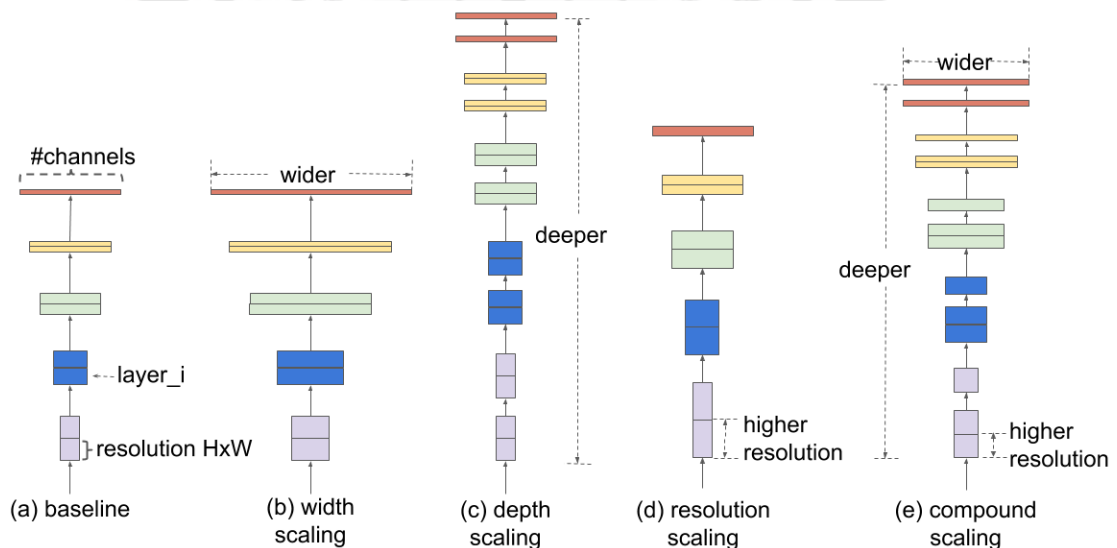 #channels
layer_i
resolution HxW
(a) baseline
wider
(b) width
scaling
deeper
(c) depth
scaling
higher
resolution
(d) resolution
scaling
wider
deeper
higher
resolution
(e) compound
scaling